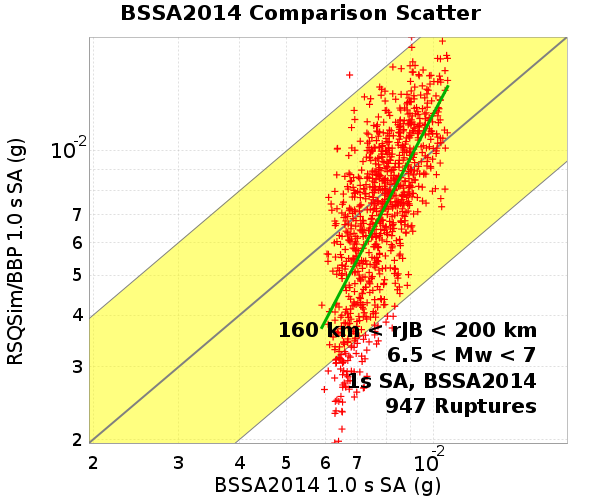 BSSA2014 Comparison Scatter
RSQSim/BBP 1.0 s SA (g)
10-2
7
6
5
4
3
2
160 km < rJB < 200 km
6.5 < Mw < 7
1s SA, BSSA2014
947 Ruptures
2 3 4 5 6 7 10-2
BSSA2014 1.0 s SA (g)